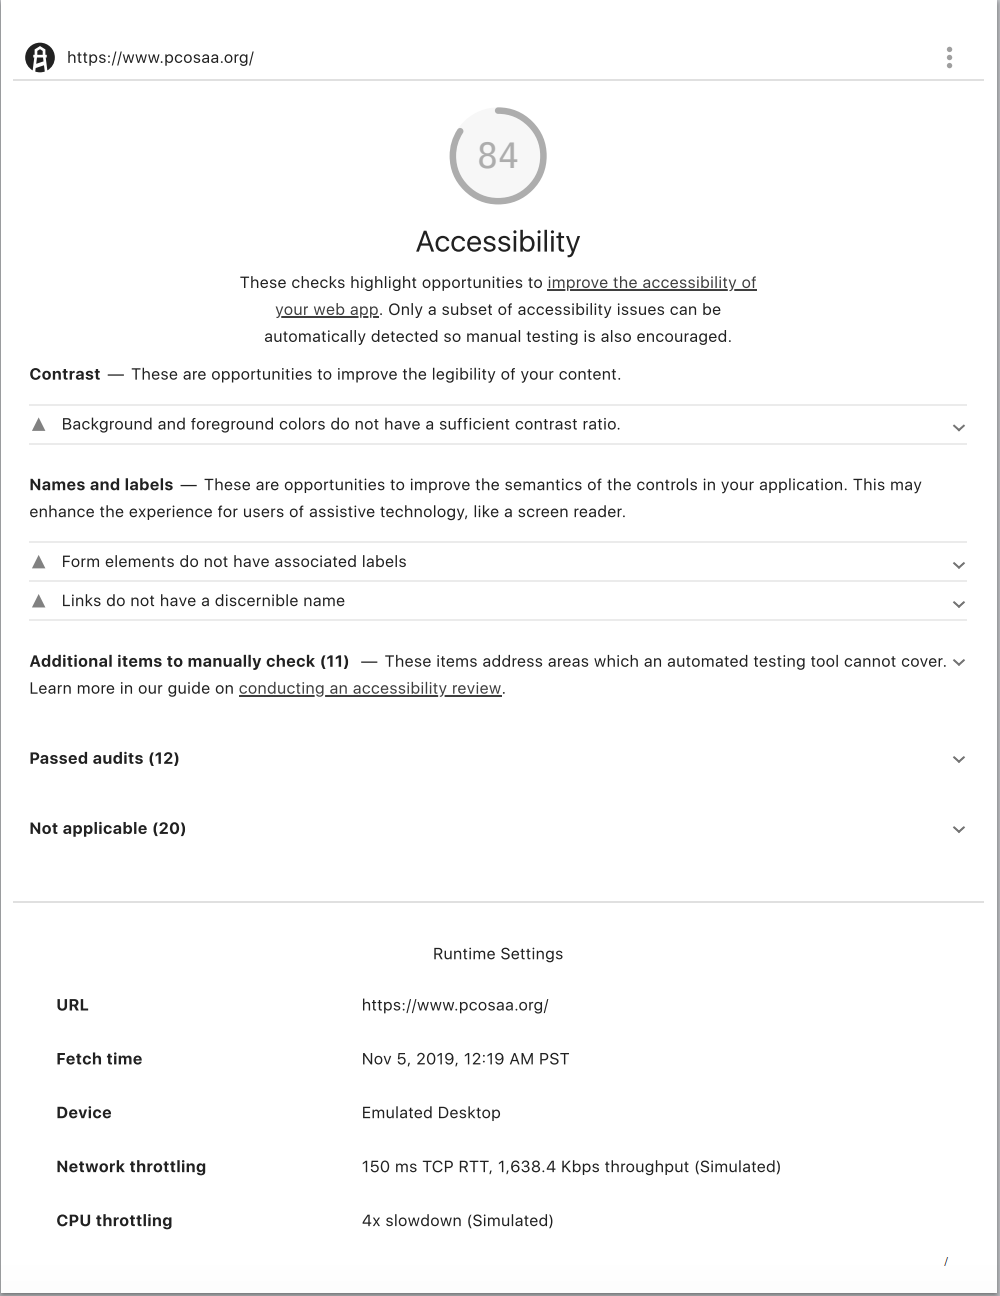 https://www.pcosaa.org/
84
Accessibility
These checks highlight opportunities to improve the accessibility of
your web app. Only a subset of accessibility issues can be
automatically detected so manual testing is also encouraged.
Contrast — These are opportunities to improve the legibility of your content.
Background and foreground colors do not have a sufficient contrast ratio.
Names and labels — These are opportunities to improve the semantics of the controls in your application. This may
enhance the experience for users of assistive technology, like a screen reader.
Form elements do not have associated labels
Links do not have a discernible name
Additional items to manually check (11) — These items address areas which an automated testing tool cannot cover.
Learn more in our guide on conducting an accessibility review.
Passed audits (12)
Not applicable (20)
Runtime Settings
URL https://www.pcosaa.org/
Fetch time Nov 5, 2019, 12:19 AM PST
Device Emulated Desktop
Network throttling 150 ms TCP RTT, 1,638.4 Kbps throughput (Simulated)
CPU throttling 4x slowdown (Simulated)
/